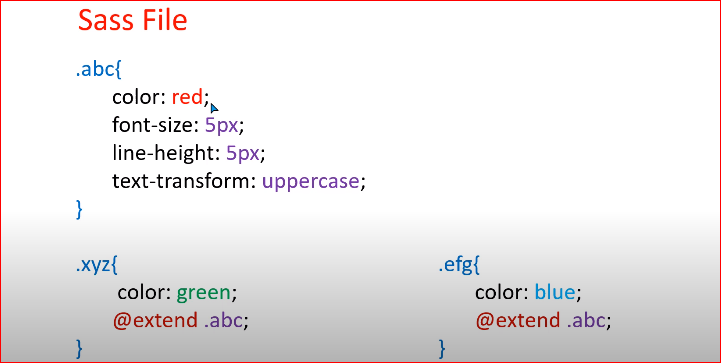 Sass File
.abc{
color: red;
font-size: 5px;
line-height: 5px;
text-transform: uppercase;
}
.xyz{
color: green;
@extend .abc;
}
.efg{
color: blue;
@extend .abc;
}